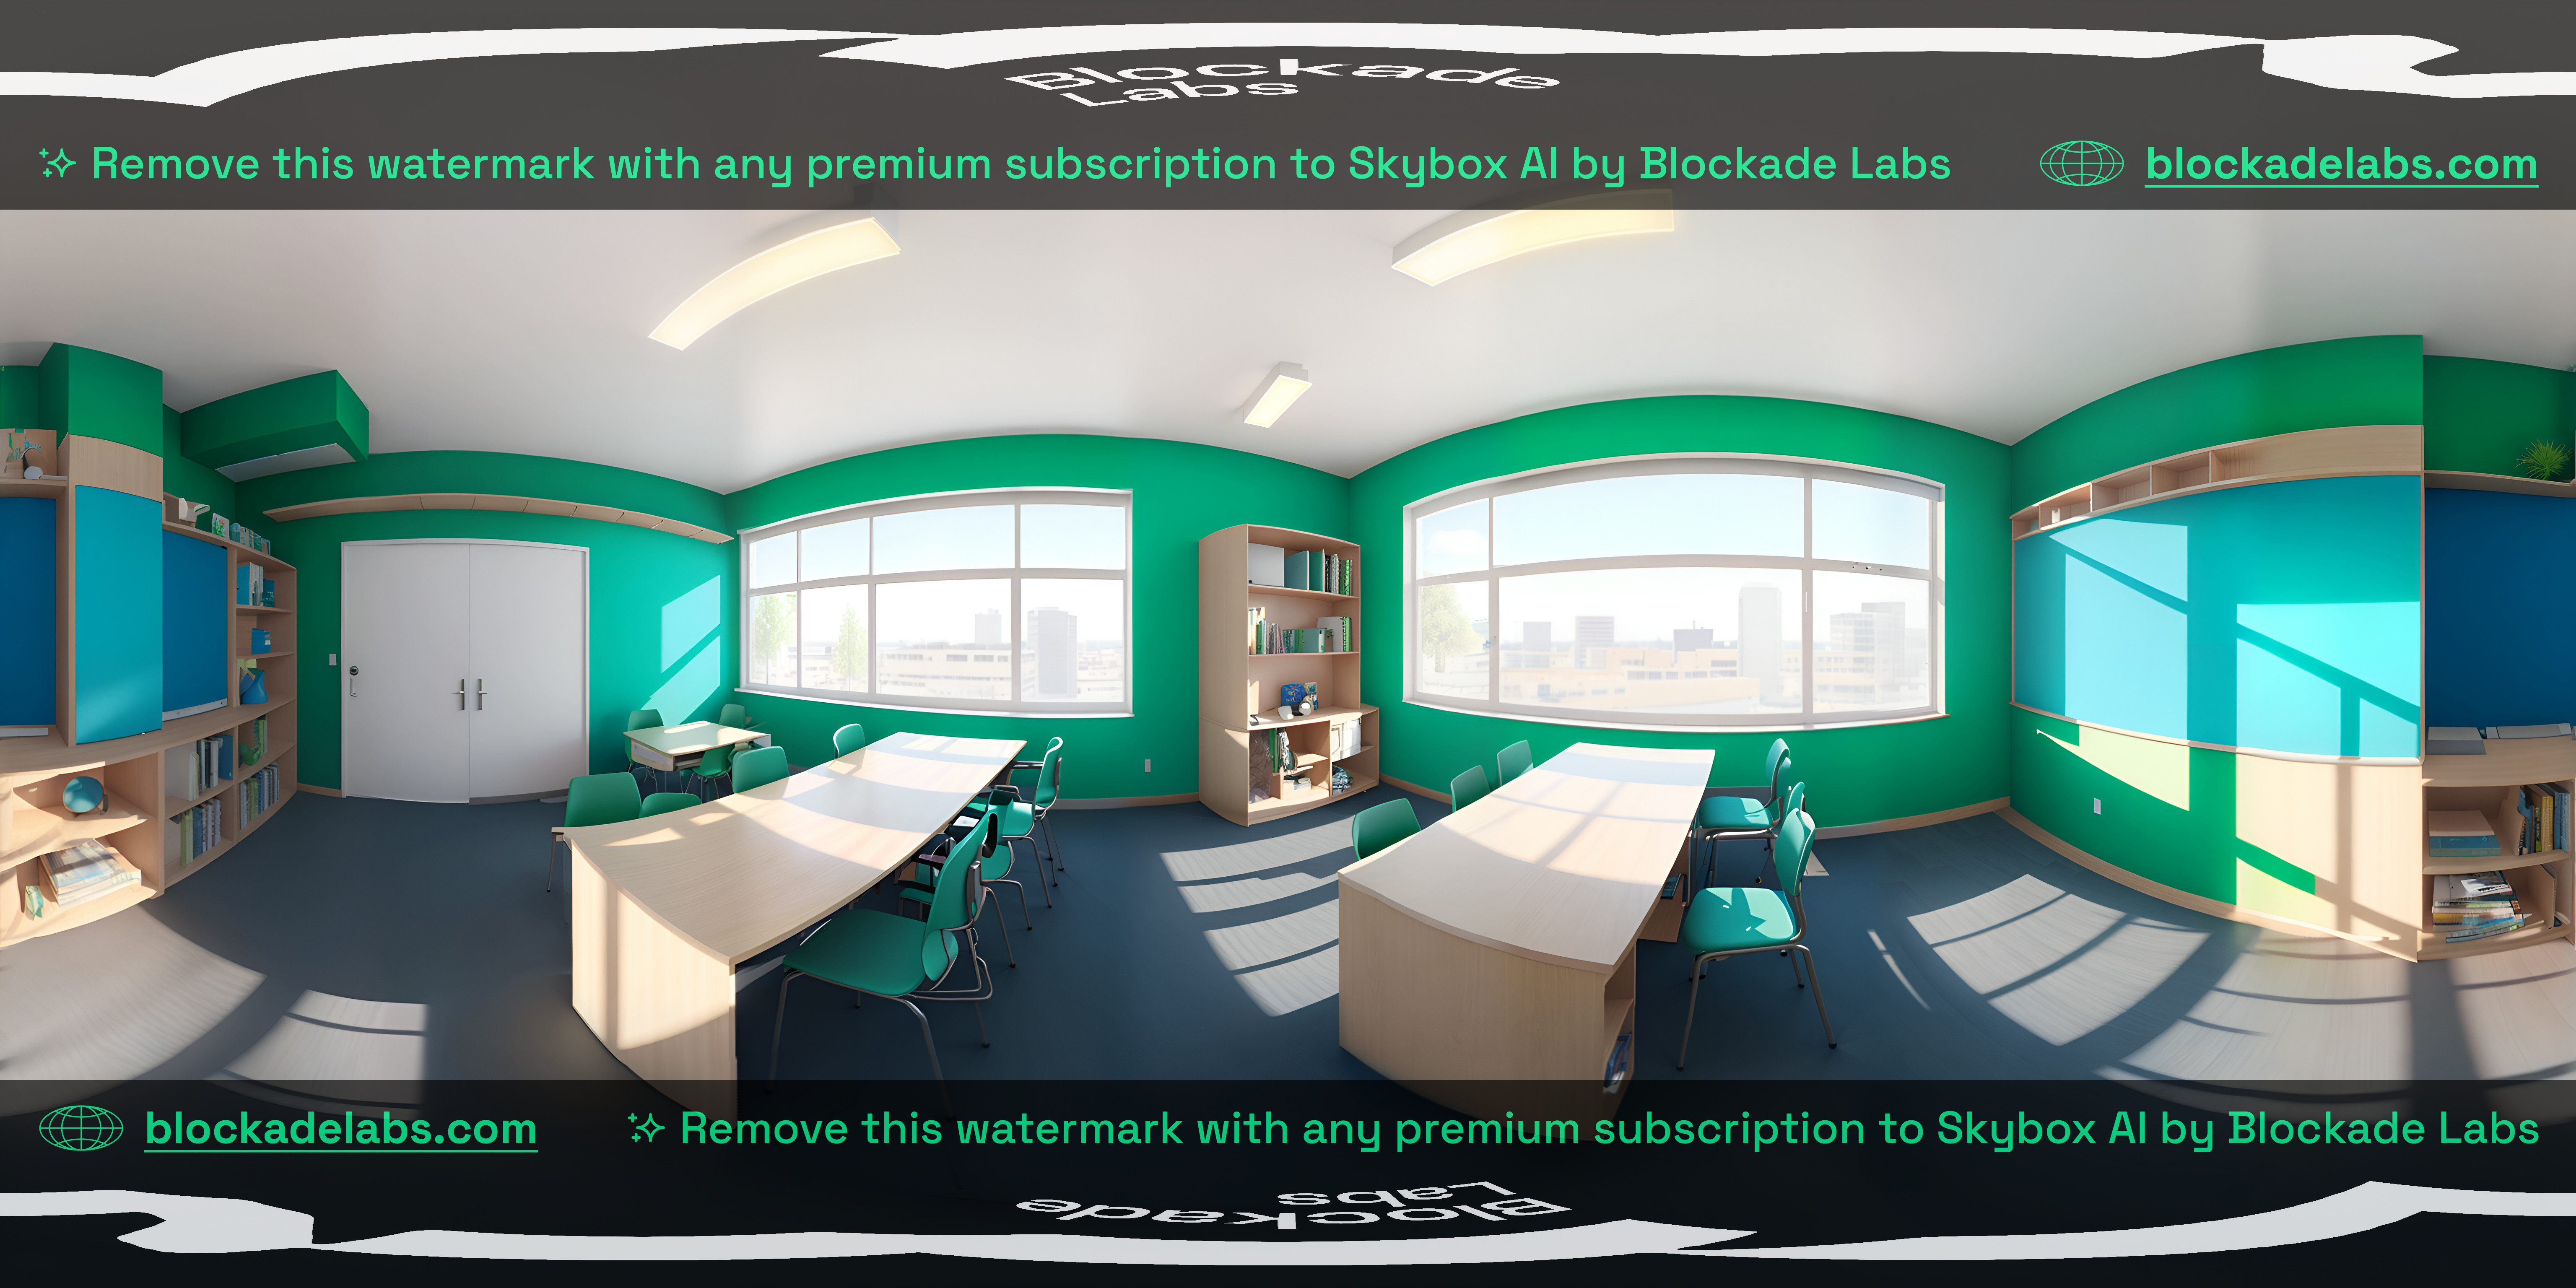 Blockade
Labs
Remove this watermark with any premium subscription to Skybox AI by Blockade Labs
blockadelabs.com
blockadelabs.com
Remove this watermark with any premium subscription to Skybox AI by Blockade Labs
Labs
Blockade